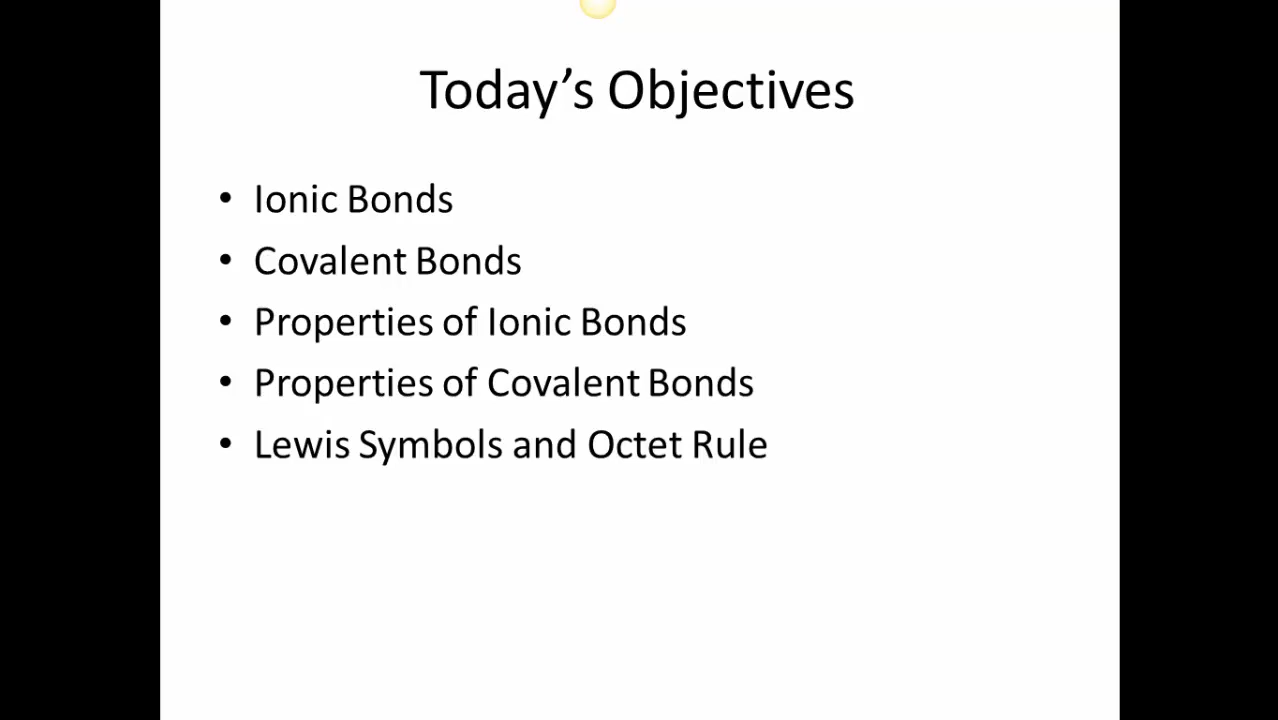 Today’s Objectives
• Ionic Bonds
• Covalent Bonds
• Properties of Ionic Bonds
• Properties of Covalent Bonds
• Lewis Symbols and Octet Rule